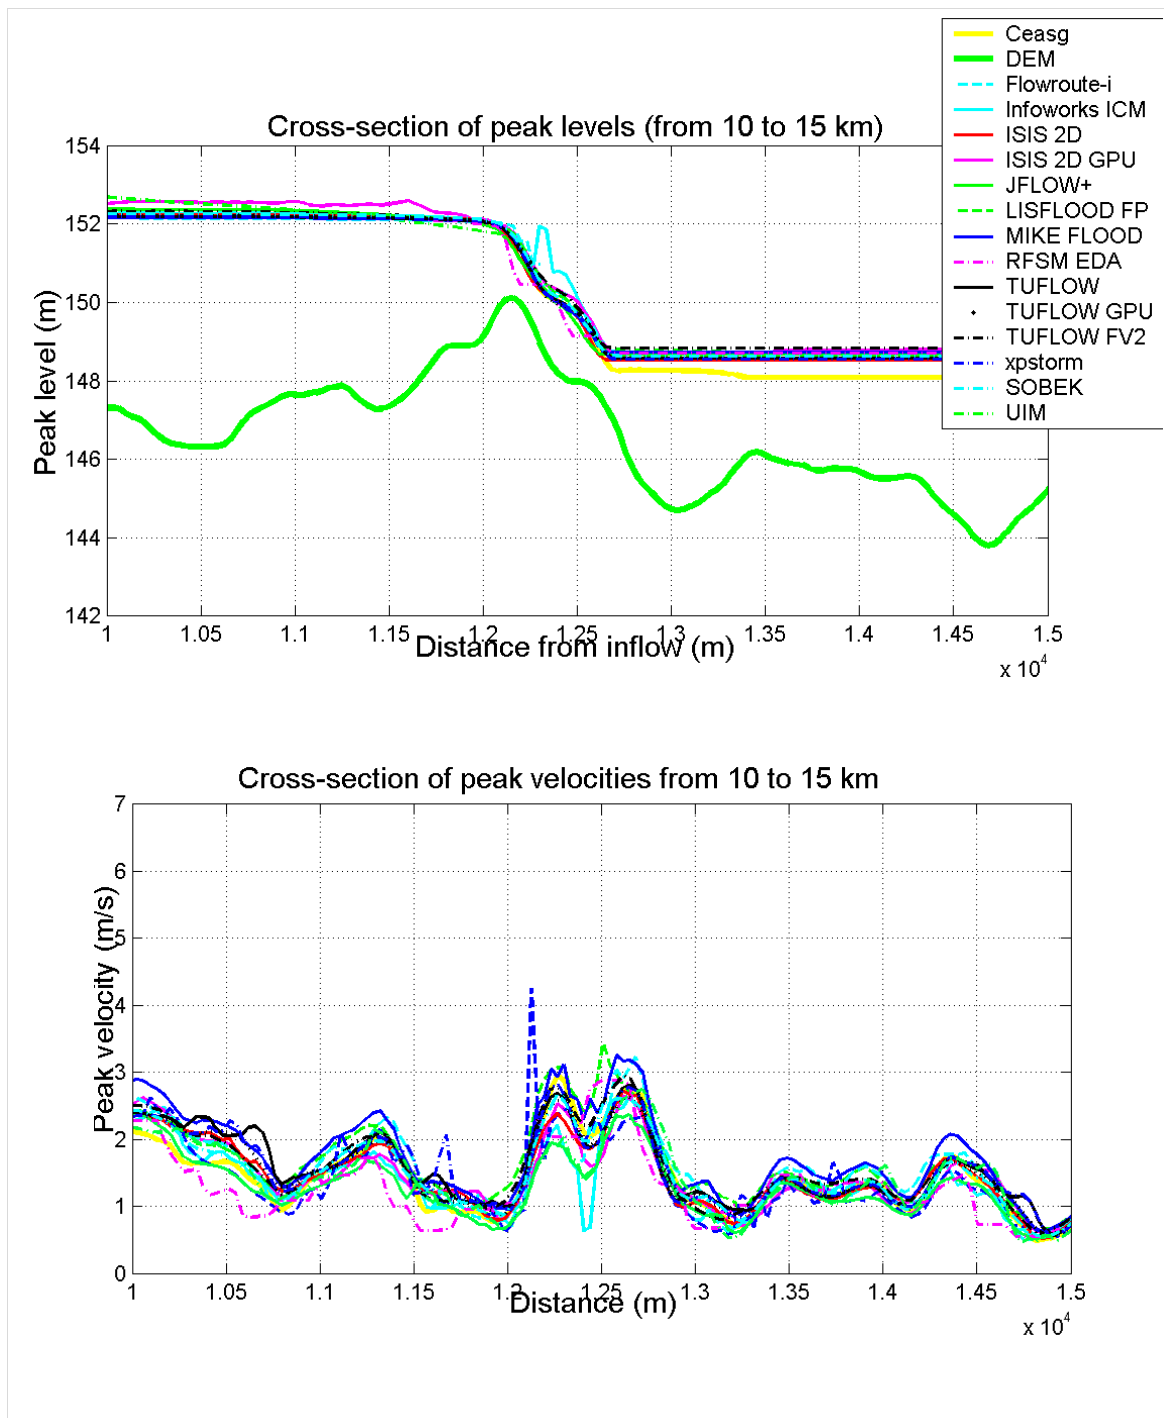 Ceasg
DEM
Flowroute-i
Infoworks ICM
ISIS 2D
ISIS 2D GPU
JFLOW+
LISFLOOD FP
MIKE FLOOD
RFSM EDA
TUFLOW
TUFLOW GPU
TUFLOW FV2
xpstorm
SOBEK
UIM
Cross-section of peak levels (from 10 to 15 km)
Peak level (m)
154
152
150
148
146
144
142
1 1.05 1.1 1.15 1.2 1.25 1.3 1.35 1.4 1.45 1.5
Distance from inflow (m)
x 10⁴
Cross-section of peak velocities from 10 to 15 km
Peak velocity (m/s)
7
6
5
4
3
2
1
0
1 1.05 1.1 1.15 1.2 1.25 1.3 1.35 1.4 1.45 1.5
Distance (m)
x 10⁴